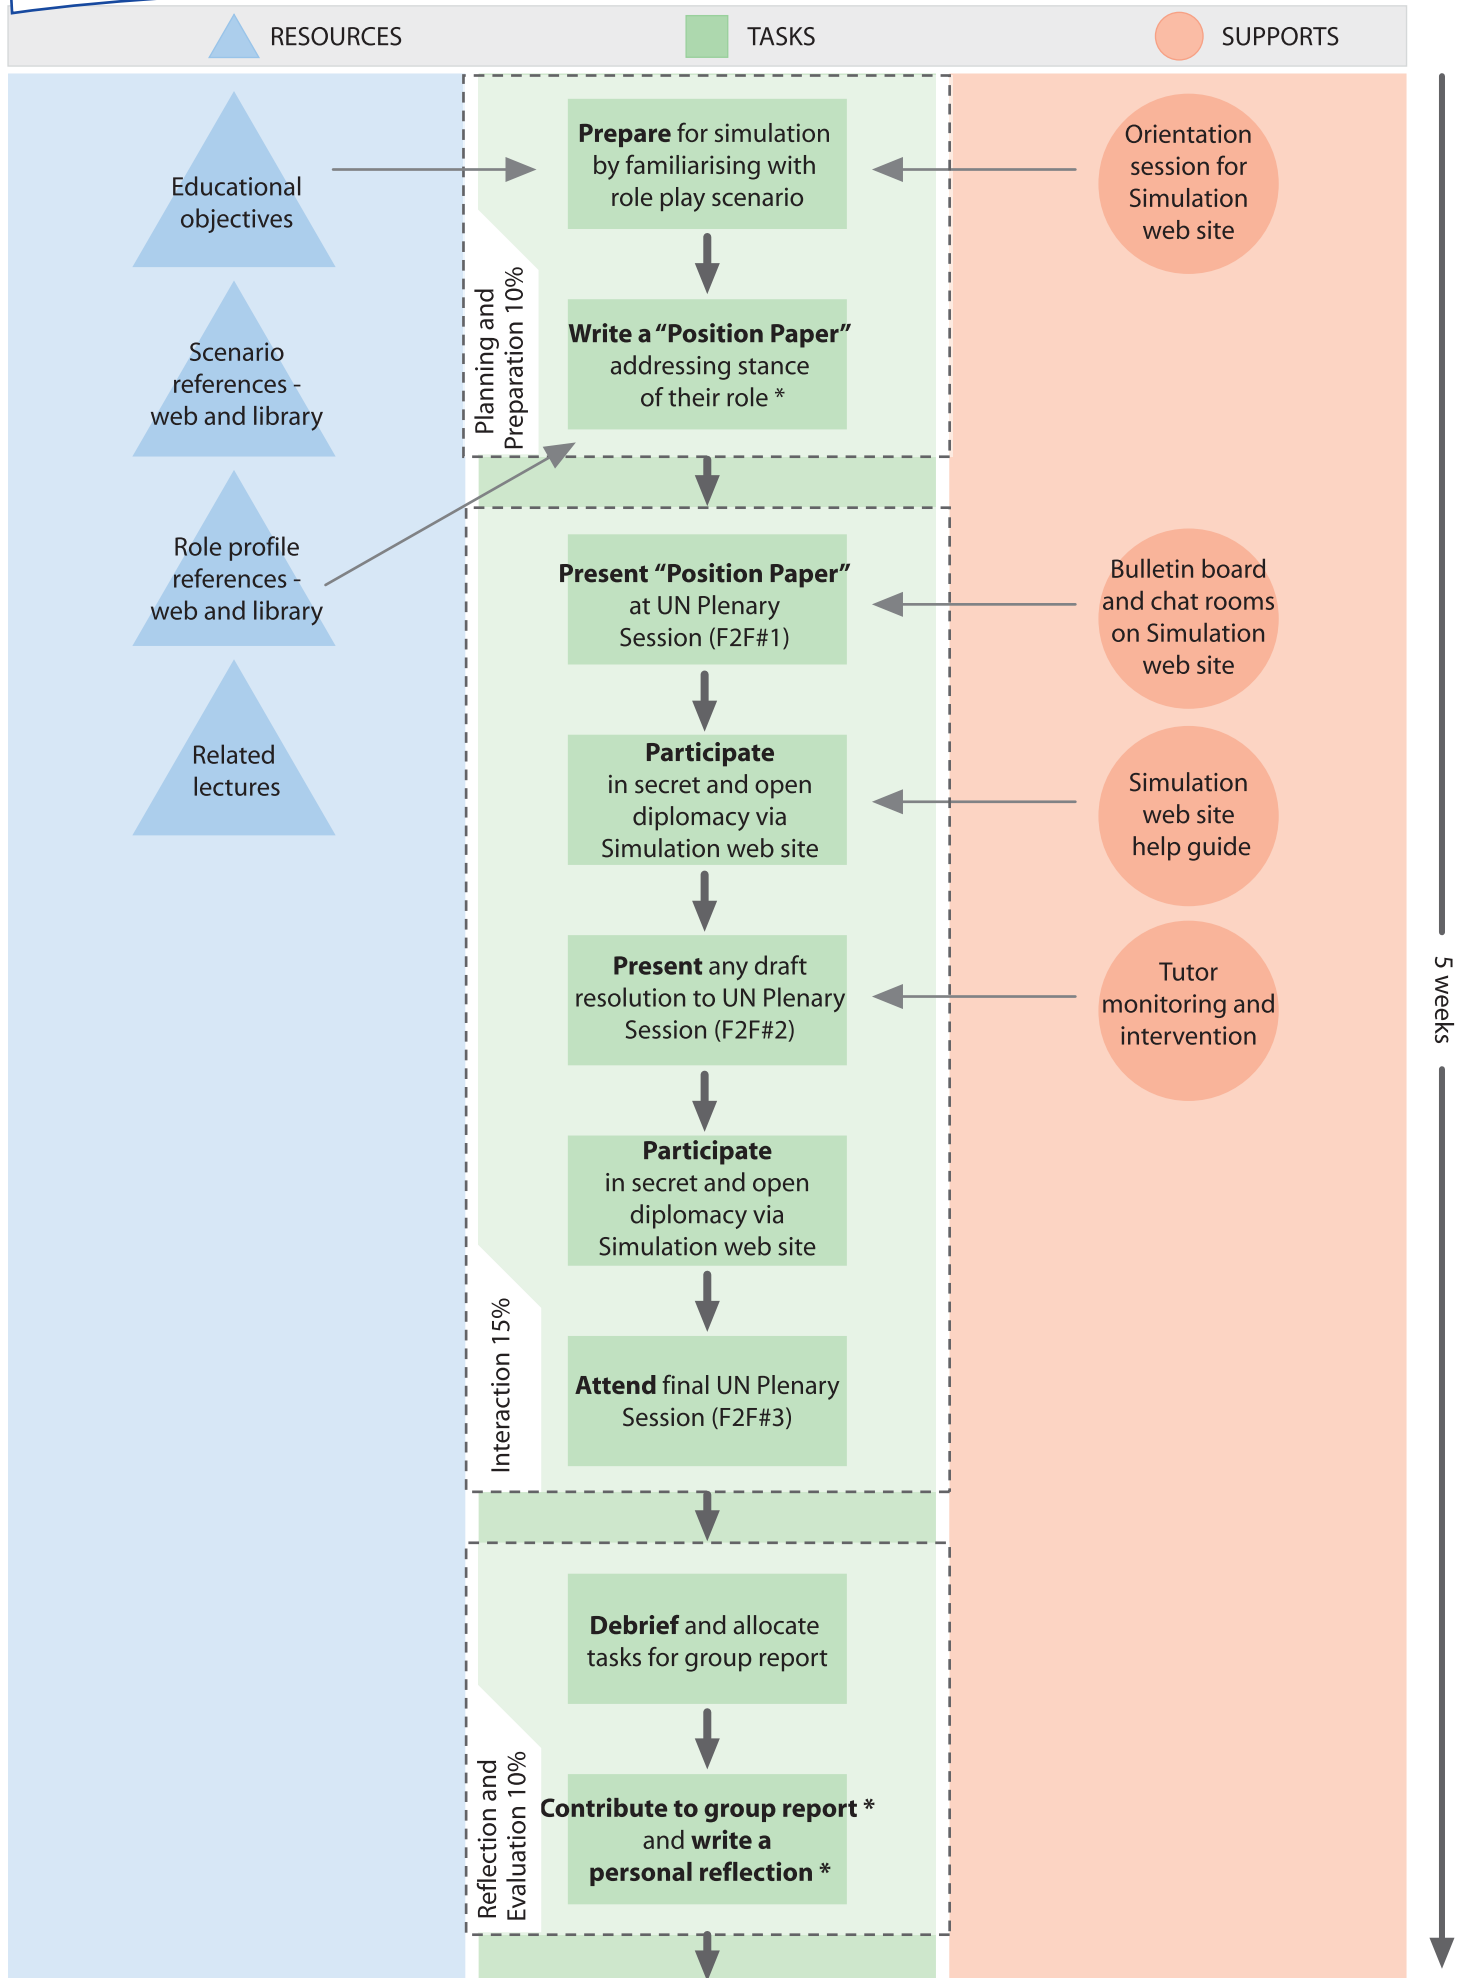 RESOURCES
TASKS
SUPPORTS
Educational
objectives
Scenario
references -
web and library
Role profile
references -
web and library
Related
lectures
Planning and
Preparation 10%
Prepare for simulation
by familiarising with
role play scenario
Write a “Position Paper”
addressing stance
of their role *
Interaction 15%
Present “Position Paper”
at UN Plenary
Session (F2F#1)
Participate
in secret and open
diplomacy via
Simulation web site
Present any draft
resolution to UN Plenary
Session (F2F#2)
Participate
in secret and open
diplomacy via
Simulation web site
Attend final UN Plenary
Session (F2F#3)
Reflection and
Evaluation 10%
Debrief and allocate
tasks for group report
Contribute to group report *
and write a
personal reflection *
Orientation
session for
Simulation
web site
Bulletin board
and chat rooms
on Simulation
web site
Simulation
web site
help guide
Tutor
monitoring and
intervention
5 weeks